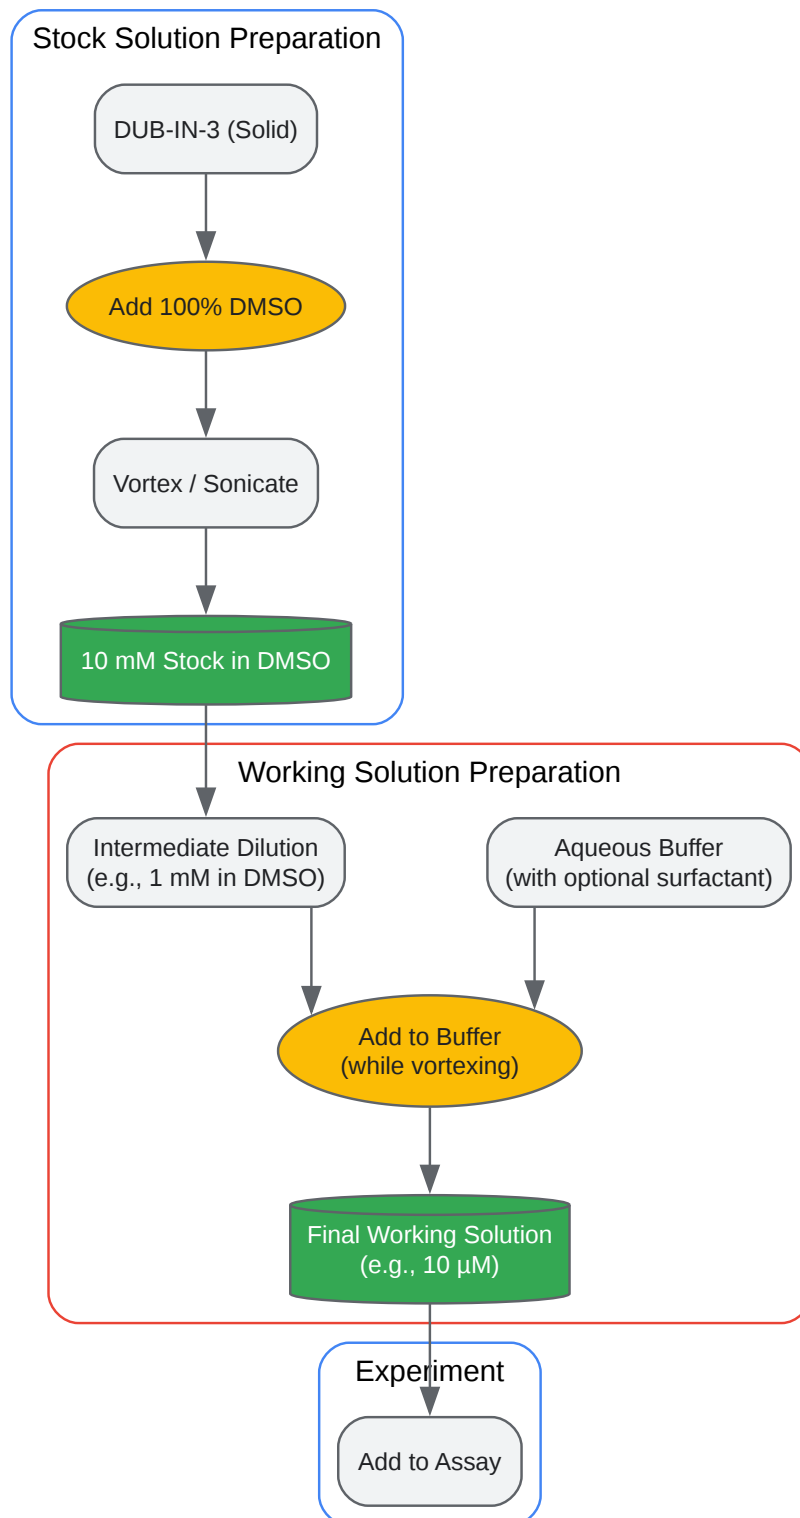 Stock Solution Preparation
DUB-IN-3 (Solid)
Add 100% DMSO
Vortex / Sonicate
10 mM Stock in DMSO
Working Solution Preparation
Intermediate Dilution
(e.g., 1 mM in DMSO)
Aqueous Buffer
(with optional surfactant)
Add to Buffer
(while vortexing)
Final Working Solution
(e.g., 10 µM)
Experiment
Add to Assay